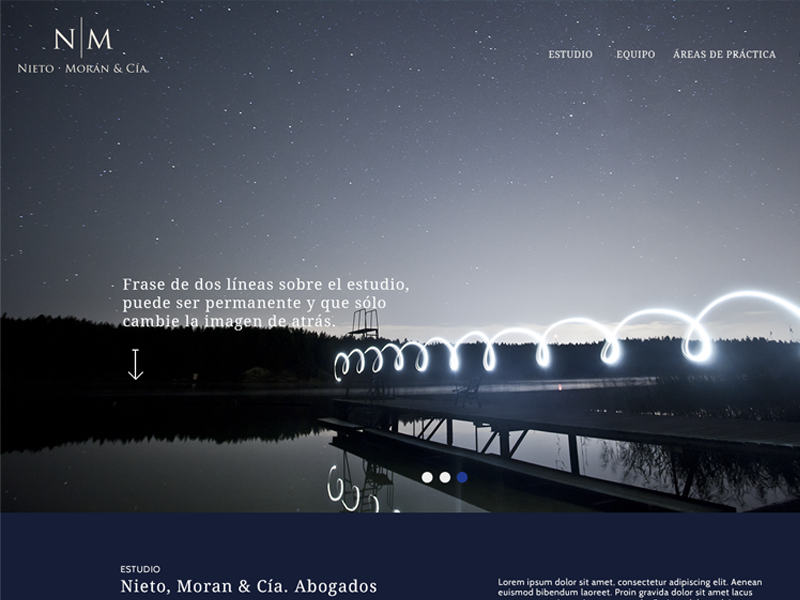 N|M
NIETO · MORÁN & CÍA.
ESTUDIO
EQUIPO
ÁREAS DE PRÁCTICA
Frase de dos líneas sobre el estudio,
puede ser permanente y que sólo
cambie la imagen de atrás.
ESTUDIO
Nieto, Moran & Cía. Abogados
Lorem ipsum dolor sit amet, consectetur adipiscing elit. Aenean
euismod bibendum laoreet. Proin gravida dolor sit amet lacus